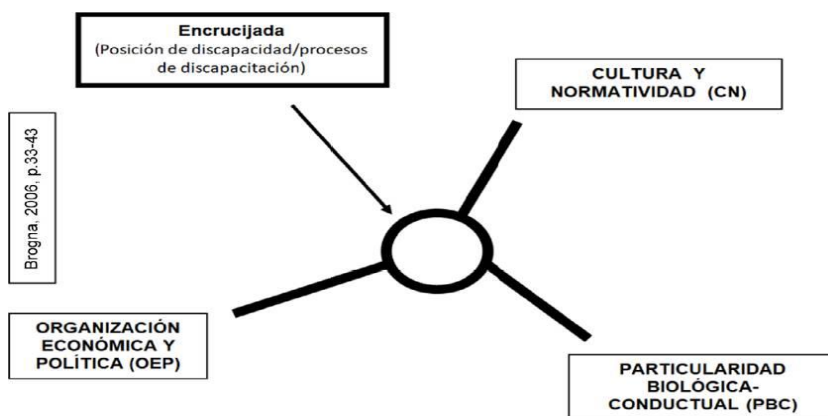 Encrucijada
(Posición de discapacidad/procesos
de discapacitación)
CULTURA Y
NORMATIVIDAD (CN)
Brogna, 2006, p.33-43
ORGANIZACIÓN
ECONÓMICA Y
POLÍTICA (OEP)
PARTICULARIDAD
BIOLÓGICA-
CONDUCTUAL (PBC)